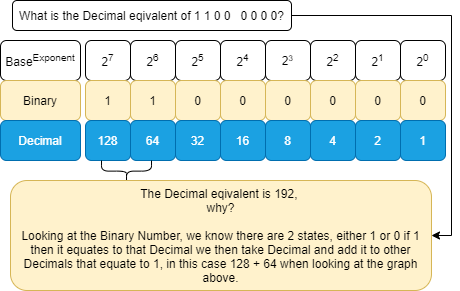 What is the Decimal eqivalent of 1 1 0 0   0 0 0 0?
Base^Exponent 2^7 2^6 2^5 2^4 2^3 2^2 2^1 2^0
Binary 1 1 0 0 0 0 0 0
Decimal 128 64 32 16 8 4 2 1
The Decimal eqivalent is 192,
why?
Looking at the Binary Number, we know there are 2 states, either 1 or 0 if 1
then it equates to that Decimal we then take Decimal and add it to other
Decimals that equate to 1, in this case 128 + 64 when looking at the graph
above.